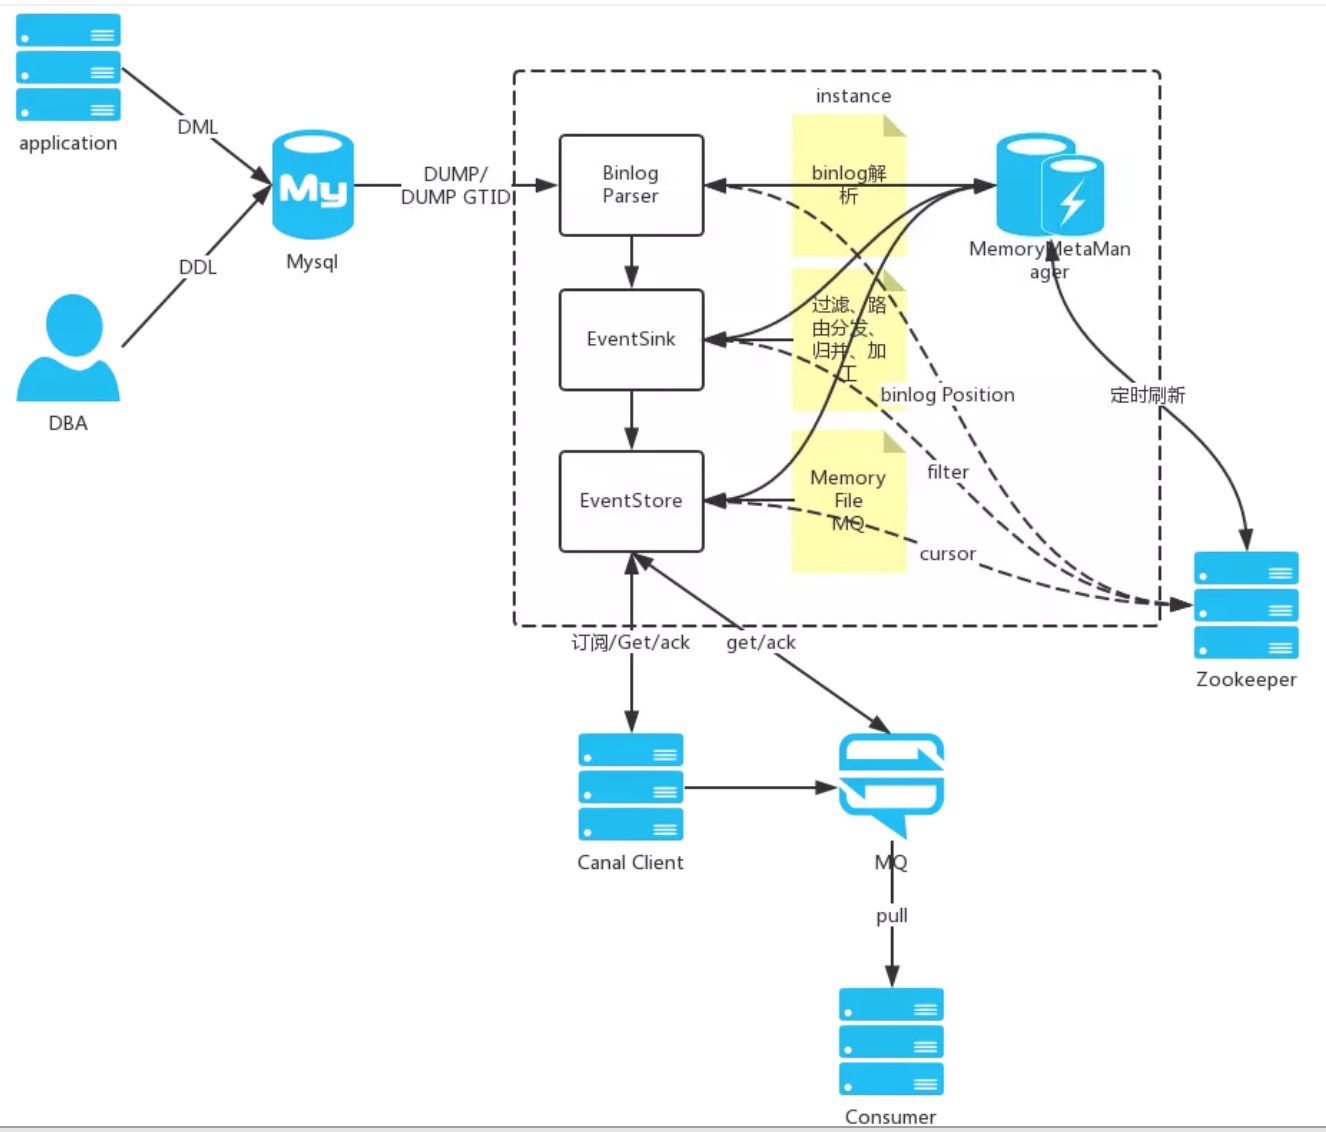 application
DML
My
Mysql
DDL
DBA
DUMP/
DUMP GTID
instance
Binlog
Parser
binlog解
析
MemoryMetaMan
ager
EventSink
过滤、路
由分发、
归并、加
工
binlog Position
定时刷新
EventStore
Memory
File
MQ
filter
cursor
Zookeeper
订阅/Get/ack
get/ack
Canal Client
MQ
pull
Consumer